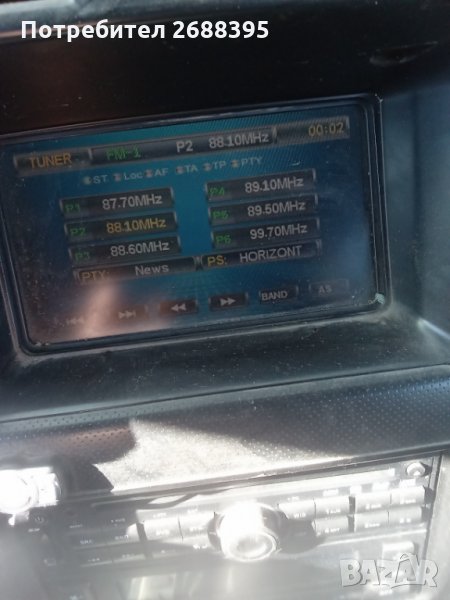 Потребител 2688395
TUNER FM-1 P2 88.10MHz 00:02
ST Loc AF TA TP PTY
P1 87.70MHz P4 89.10MHz
P2 88.10MHz P5 89.50MHz
P3 88.60MHz P6 99.70MHz
PTY: News PS: HORIZONT
BAND AS
BAZAR